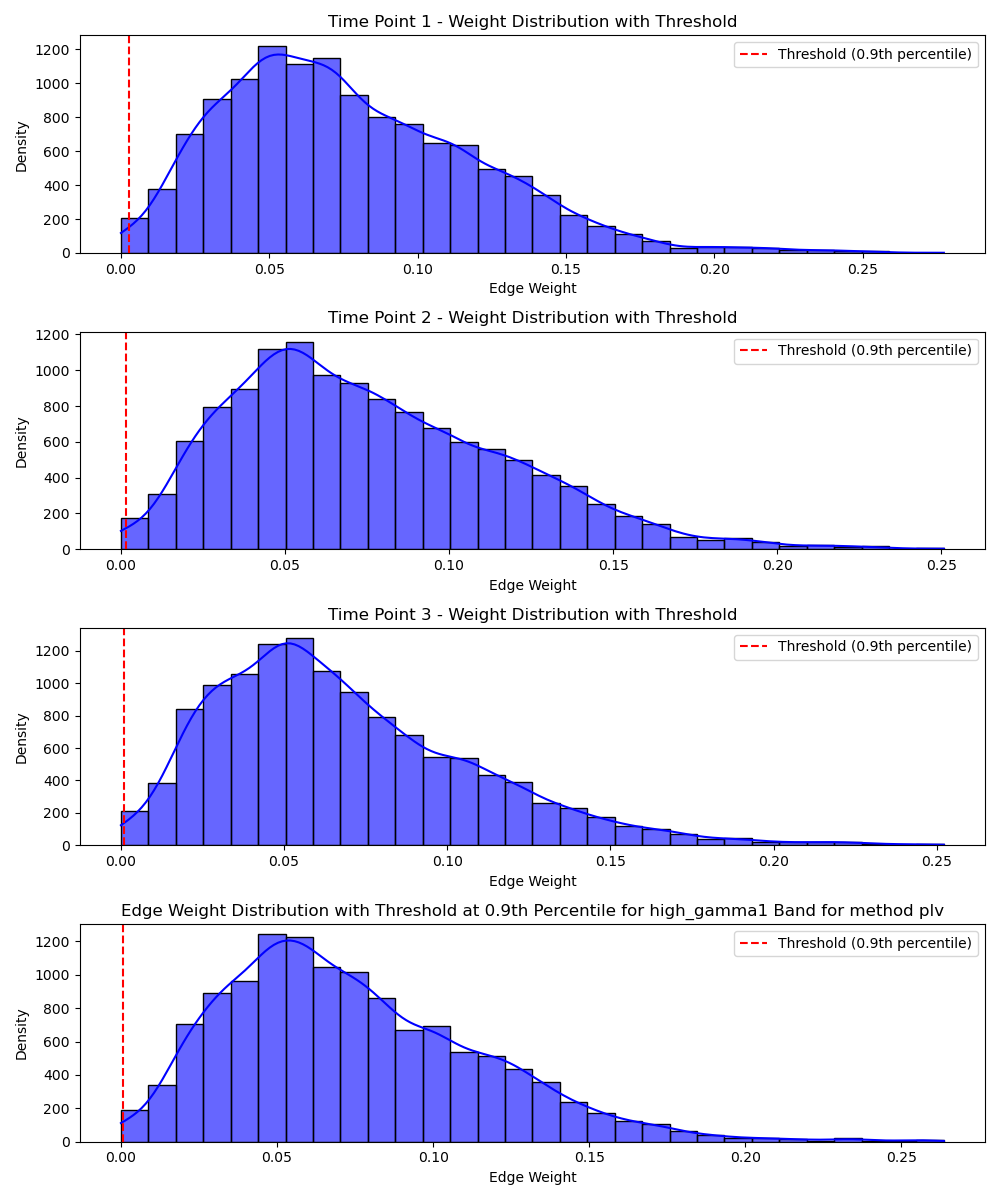 Time Point 1 - Weight Distribution with Threshold
Density
1200
1000
800
600
400
200
0
Threshold (0.9th percentile)
0.00 0.05 0.10 0.15 0.20 0.25
Edge Weight
Time Point 2 - Weight Distribution with Threshold
Density
1200
1000
800
600
400
200
0
Threshold (0.9th percentile)
0.00 0.05 0.10 0.15 0.20 0.25
Edge Weight
Time Point 3 - Weight Distribution with Threshold
Density
1200
1000
800
600
400
200
0
Threshold (0.9th percentile)
0.00 0.05 0.10 0.15 0.20 0.25
Edge Weight
Edge Weight Distribution with Threshold at 0.9th Percentile for high_gamma1 Band for method plv
Density
1200
1000
800
600
400
200
0
Threshold (0.9th percentile)
0.00 0.05 0.10 0.15 0.20 0.25
Edge Weight